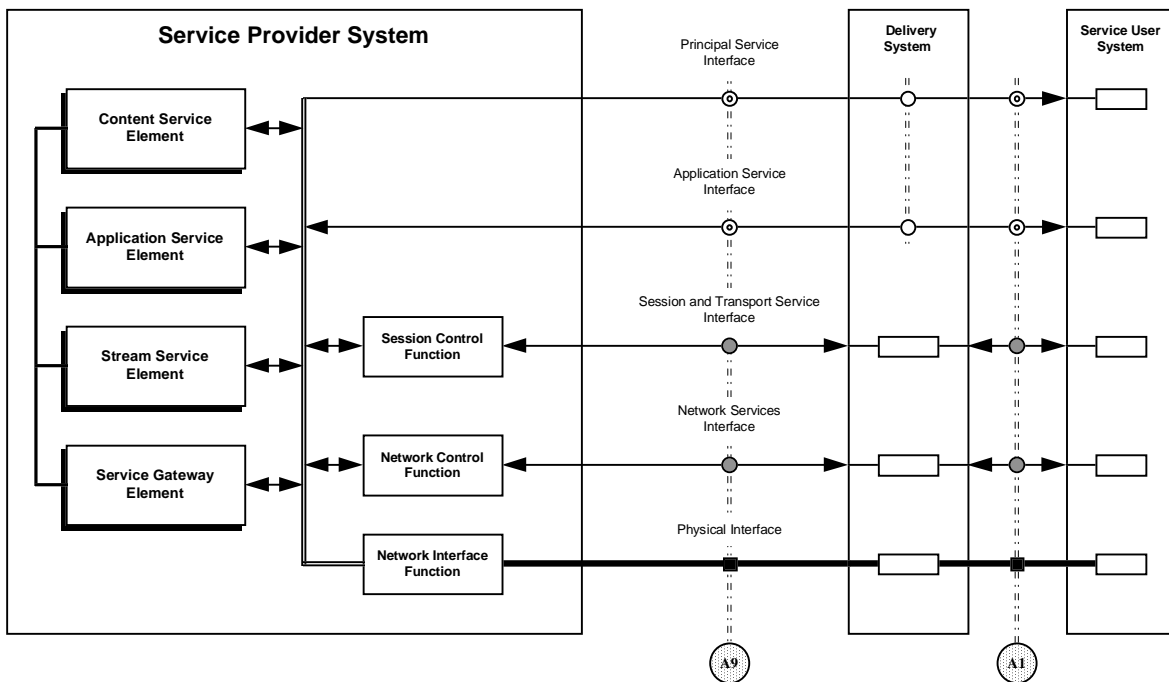 Service Provider System
Principal Service
Interface
Delivery
System
Service User
System
Content Service
Element
Application Service
Interface
Application Service
Element
Session and Transport Service
Interface
Stream Service
Element
Session Control
Function
Network Services
Interface
Service Gateway
Element
Network Control
Function
Physical Interface
Network Interface
Function
A9
A1